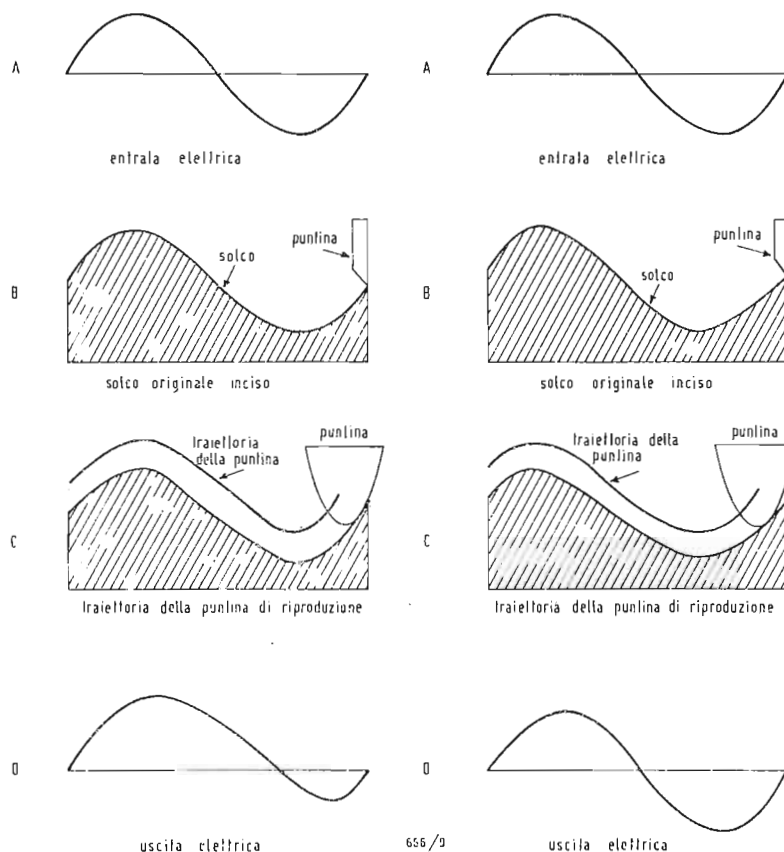 A
entrata elettrica
B
solco
puntina
solco originale inciso
C
traiettoria
della puntina
puntina
traiettoria della puntina di riproduzione
D
uscita elettrica
656/9
A
entrata elettrica
B
solco
puntina
solco originale inciso
C
traiettoria della
puntina
puntina
traiettoria della puntina di riproduzione
D
uscita elettrica